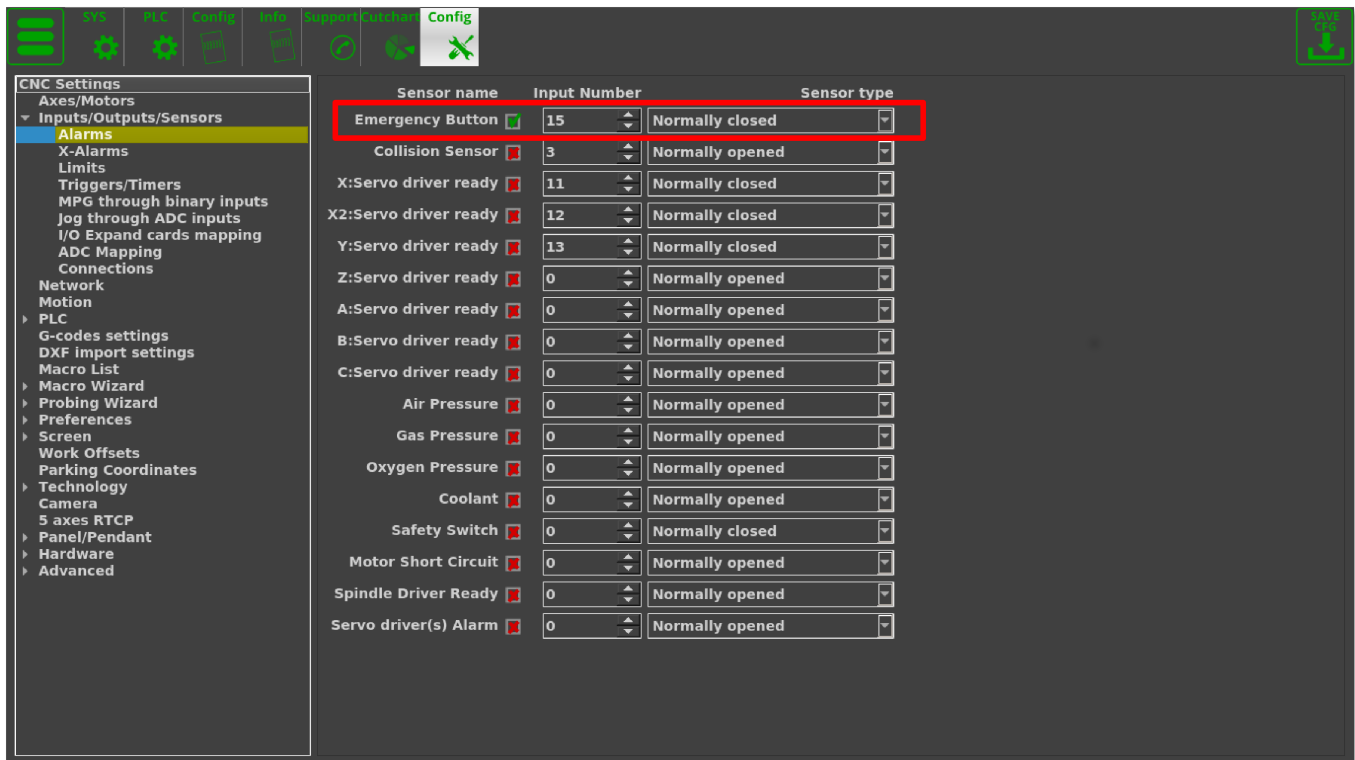 SYS PLC Config Info Support Cutchart Config SAVE
CFG
CNC Settings
Axes/Motors
Inputs/Outputs/Sensors
Alarms
X-Alarms
Limits
Triggers/Timers
MPG through binary inputs
Jog through ADC inputs
I/O Expand cards mapping
ADC Mapping
Connections
Network
Motion
PLC
G-codes settings
DXF import settings
Macro List
Macro Wizard
Probing Wizard
Preferences
Screen
Work Offsets
Parking Coordinates
Technology
Camera
5 axes RTCP
Panel/Pendant
Hardware
Advanced
Sensor name Input Number Sensor type
Emergency Button 15 Normally closed
Collision Sensor 3 Normally opened
X:Servo driver ready 11 Normally closed
X2:Servo driver ready 12 Normally closed
Y:Servo driver ready 13 Normally closed
Z:Servo driver ready 0 Normally opened
A:Servo driver ready 0 Normally opened
B:Servo driver ready 0 Normally opened
C:Servo driver ready 0 Normally opened
Air Pressure 0 Normally opened
Gas Pressure 0 Normally opened
Oxygen Pressure 0 Normally opened
Coolant 0 Normally opened
Safety Switch 0 Normally closed
Motor Short Circuit 0 Normally opened
Spindle Driver Ready 0 Normally opened
Servo driver(s) Alarm 0 Normally opened